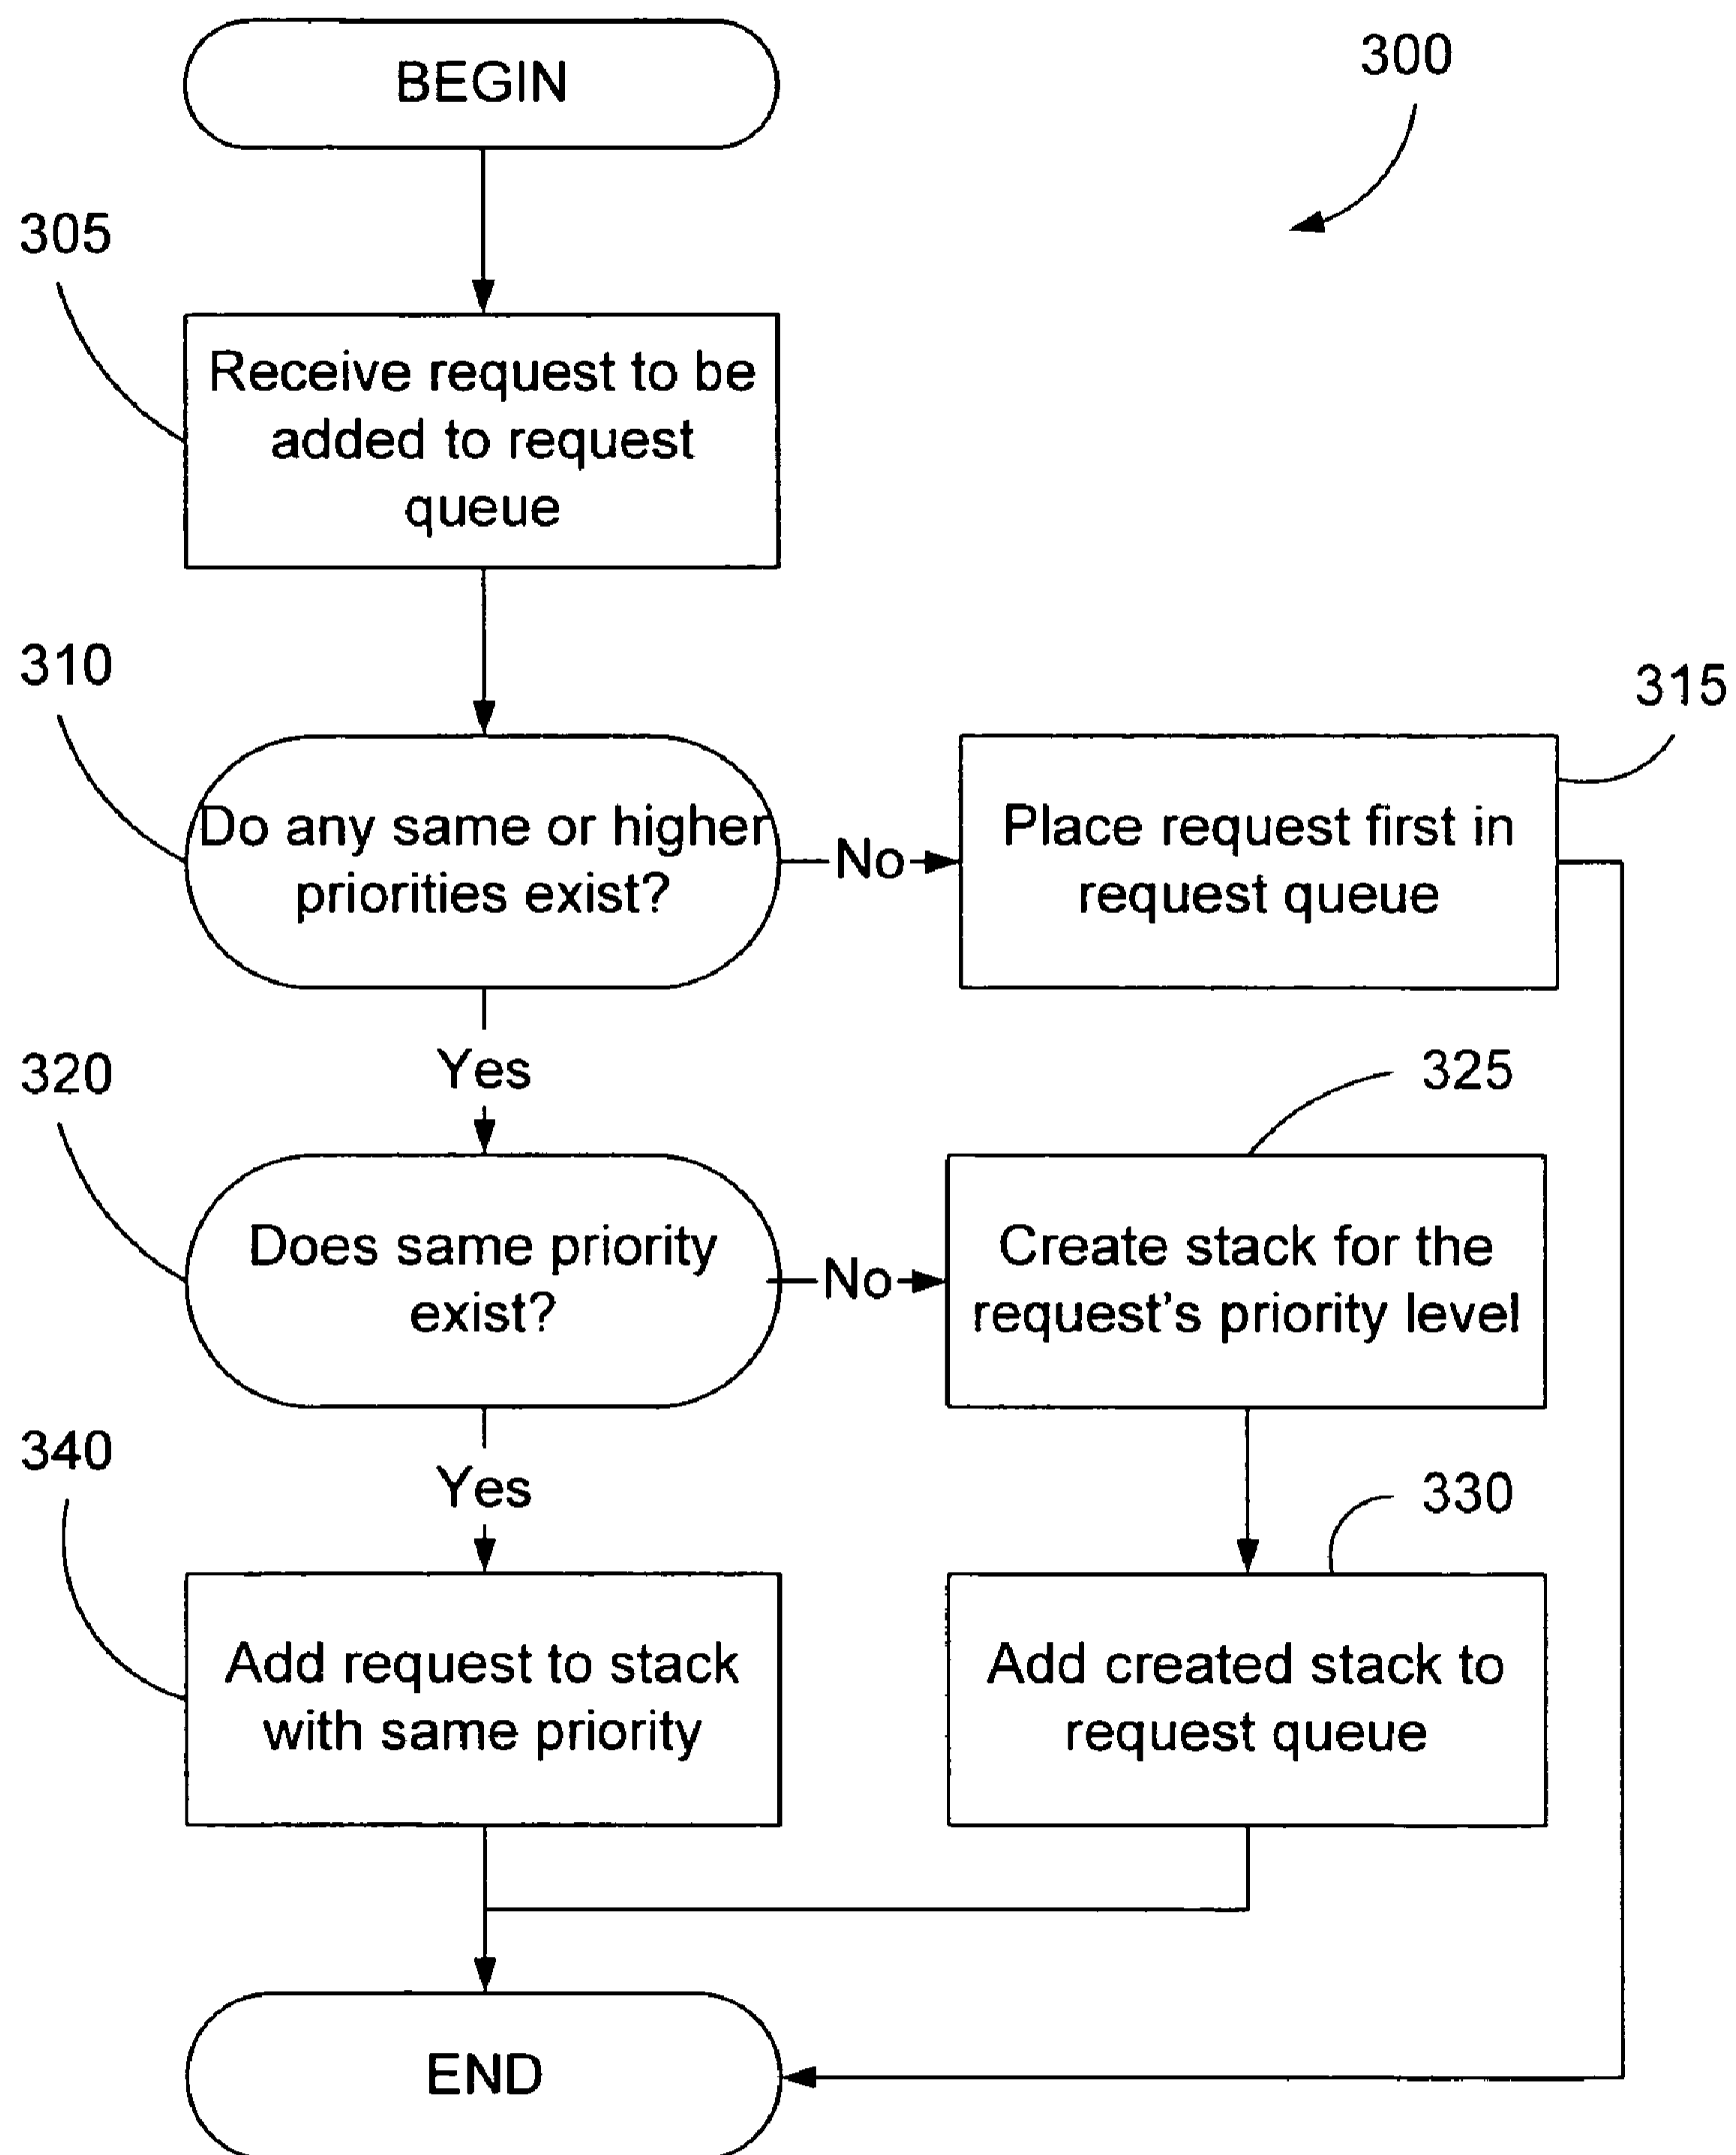 BEGIN
300
305
Receive request to be
added to request
queue
310
Do any same or higher
priorities exist?
No
315
Place request first in
request queue
Yes
320
Does same priority
exist?
No
325
Create stack for the
request's priority level
Yes
340
Add request to stack
with same priority
330
Add created stack to
request queue
END